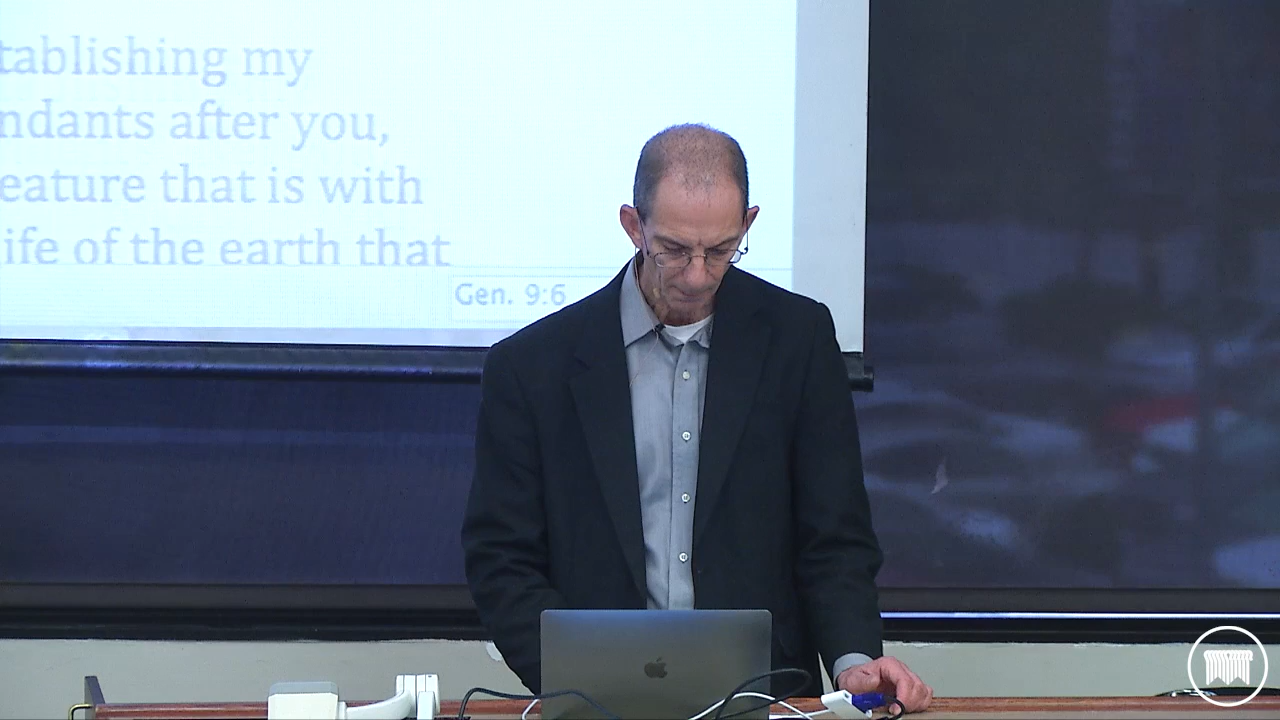 tablishing my
ndants after you,
eature that is with
ife of the earth that
Gen. 9:6